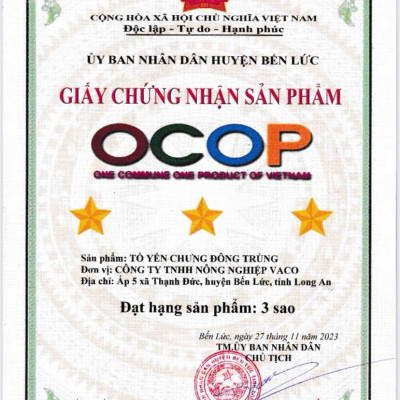 CỘNG HÒA XÃ HỘI CHỦ NGHĨA VIỆT NAM
Độc lập - Tự do - Hạnh phúc
ỦY BAN NHÂN DÂN HUYỆN BẾN LỨC
GIẤY CHỨNG NHẬN SẢN PHẨM
OCOP
ONE COMMUNE ONE PRODUCT OF VIETNAM
Sản phẩm: TỔ YẾN CHƯNG ĐÔNG TRÙNG
Đơn vị: CÔNG TY TNHH NÔNG NGHIỆP VACO
Địa chỉ: Ấp 5 xã Thạnh Đức, huyện Bến Lức, tỉnh Long An
Đạt hạng sản phẩm: 3 sao
Bến Lức, ngày 27 tháng 11 năm 2023
TM.ỦY BAN NHÂN DÂN
CHỦ TỊCH